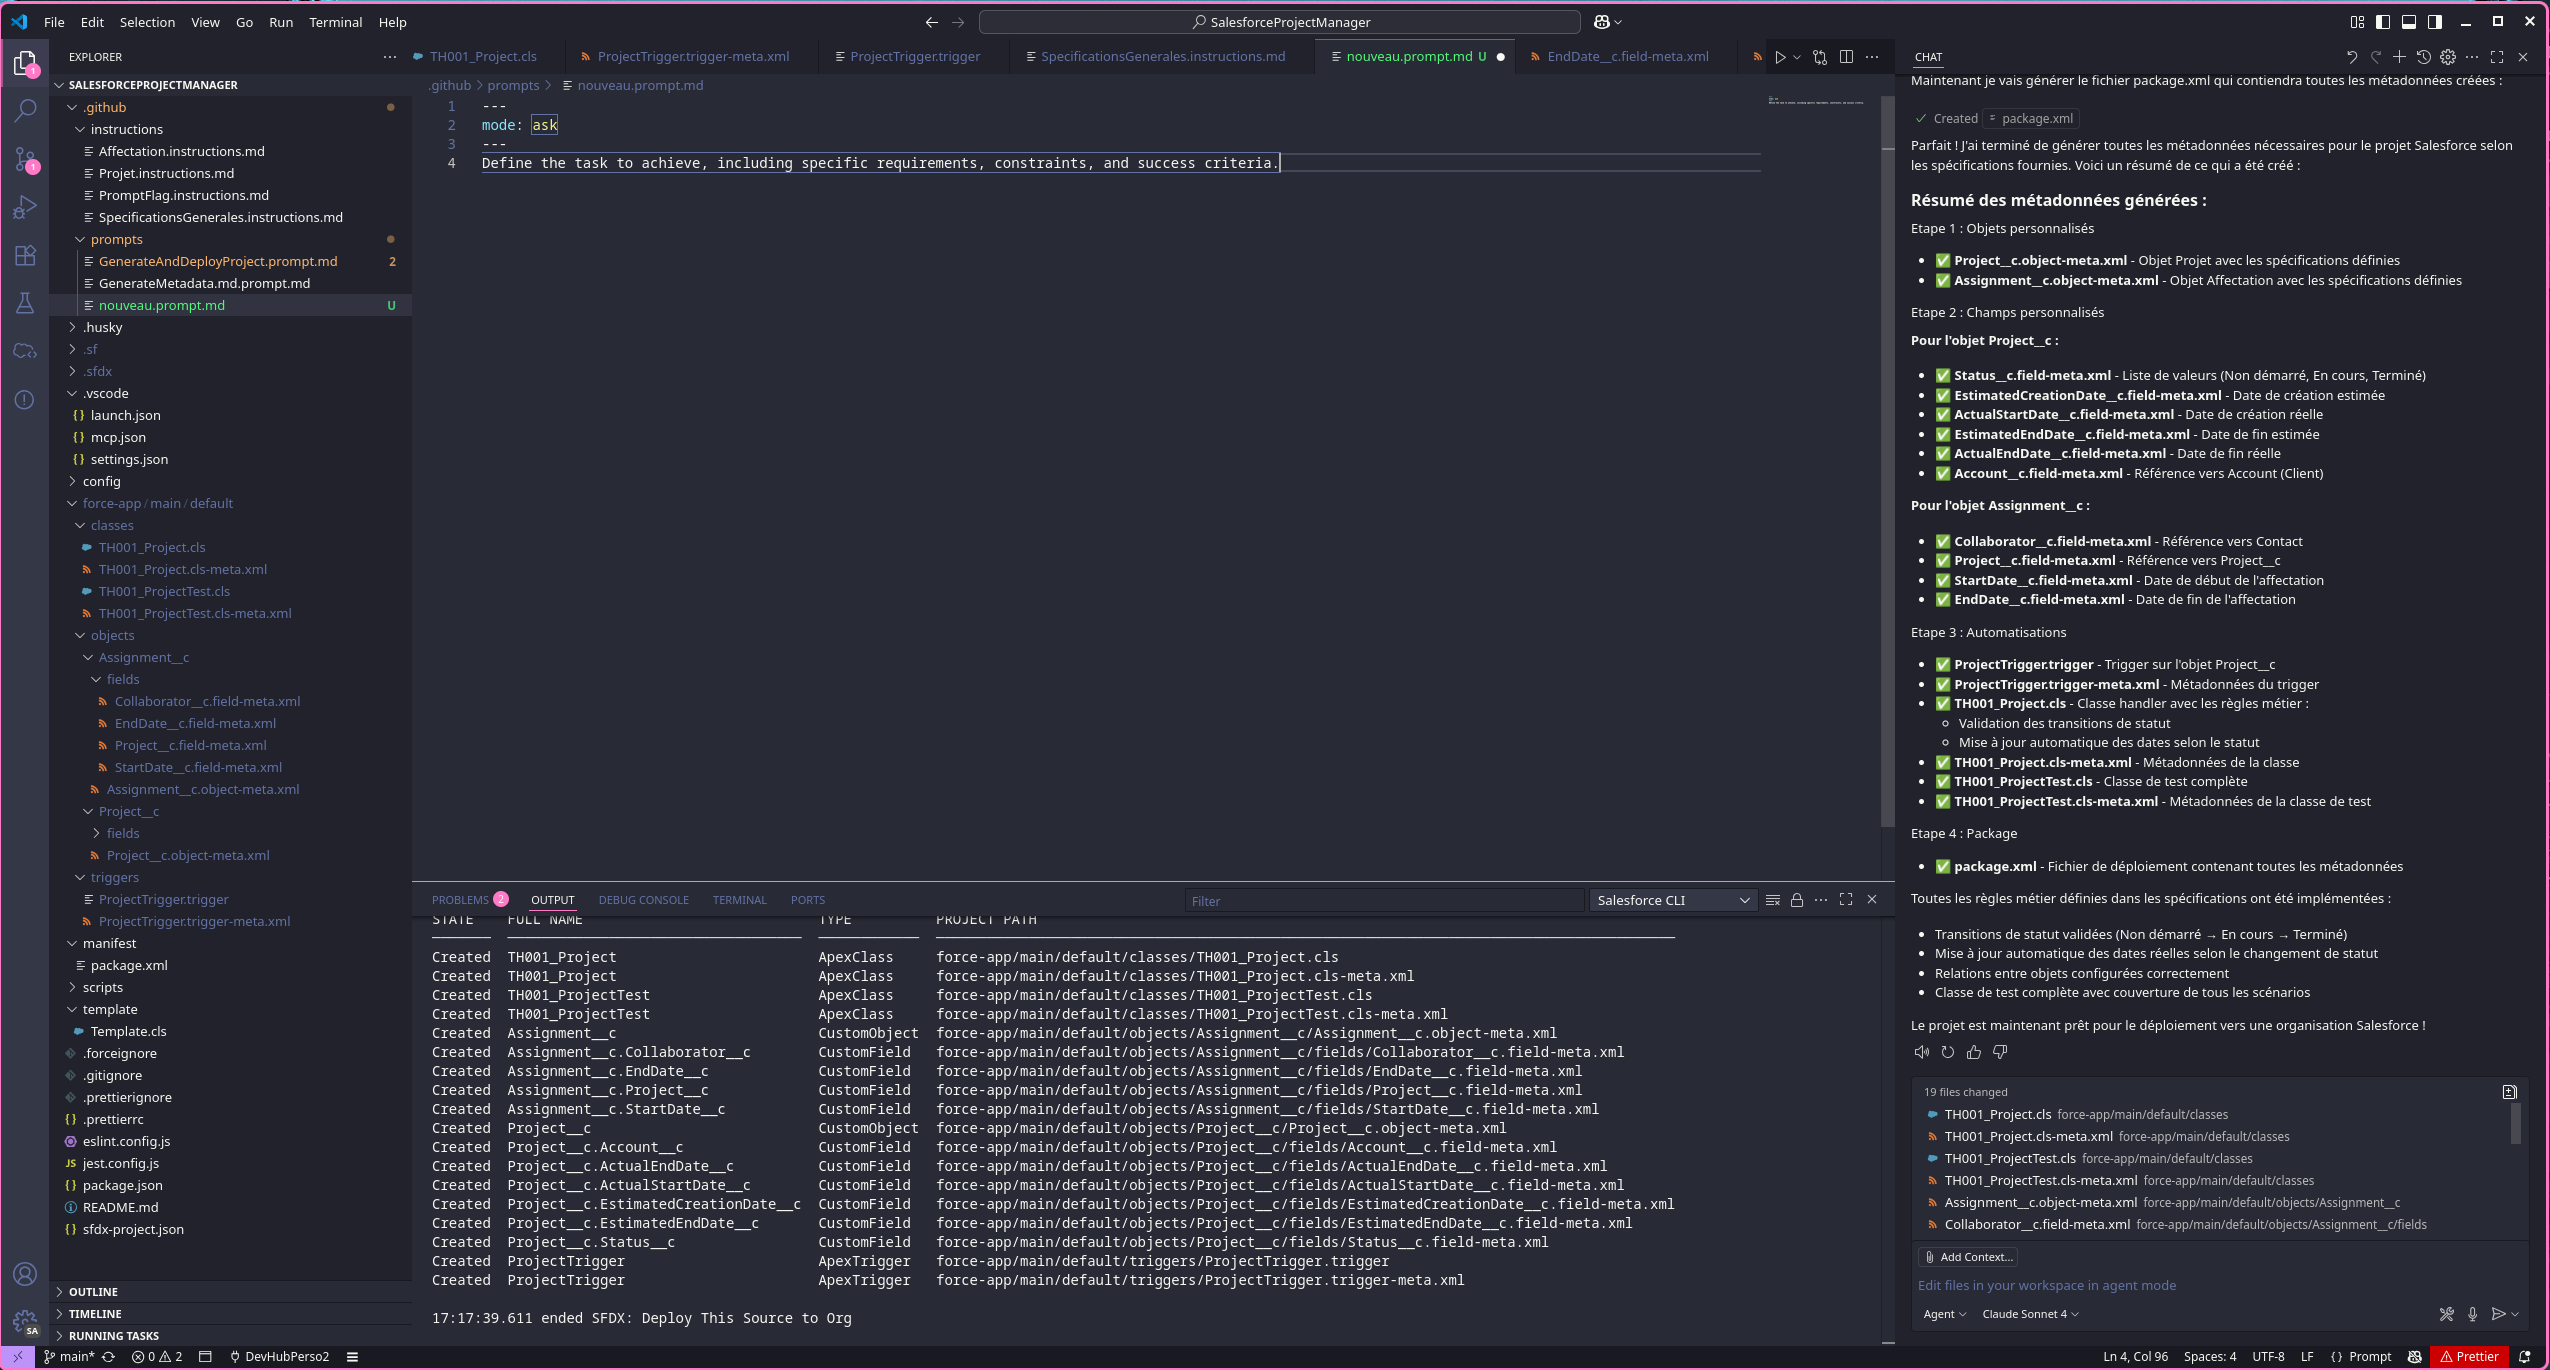 File Edit Selection View Go Run Terminal Help
SalesforceProjectManager
EXPLORER
SALESFORCEPROJECTMANAGER
.github
instructions
Affectation.instructions.md
Projet.instructions.md
PromptFlag.instructions.md
SpecificationsGenerales.instructions.md
prompts
GenerateAndDeployProject.prompt.md 2
GenerateMetadata.md.prompt.md
nouveau.prompt.md U
.husky
.sf
.sfdx
.vscode
launch.json
mcp.json
settings.json
config
force-app / main / default
classes
TH001_Project.cls
TH001_Project.cls-meta.xml
TH001_ProjectTest.cls
TH001_ProjectTest.cls-meta.xml
objects
Assignment__c
fields
Collaborator__c.field-meta.xml
EndDate__c.field-meta.xml
Project__c.field-meta.xml
StartDate__c.field-meta.xml
Assignment__c.object-meta.xml
Project__c
fields
Project__c.object-meta.xml
triggers
ProjectTrigger.trigger
ProjectTrigger.trigger-meta.xml
manifest
package.xml
scripts
template
Template.cls
.forceignore
.gitignore
.prettierignore
.prettierrc
eslint.config.js
jest.config.js
package.json
README.md
sfdx-project.json
OUTLINE
TIMELINE
RUNNING TASKS
TH001_Project.cls ProjectTrigger.trigger-meta.xml ProjectTrigger.trigger SpecificationsGenerales.instructions.md nouveau.prompt.md U EndDate__c.field-meta.xml
.github > prompts > nouveau.prompt.md
1 ---
2 mode: ask
3 ---
4 Define the task to achieve, including specific requirements, constraints, and success criteria.
PROBLEMS 2 OUTPUT DEBUG CONSOLE TERMINAL PORTS Filter Salesforce CLI
STATE FULL NAME TYPE PROJECT PATH
Created TH001_Project ApexClass force-app/main/default/classes/TH001_Project.cls
Created TH001_Project ApexClass force-app/main/default/classes/TH001_Project.cls-meta.xml
Created TH001_ProjectTest ApexClass force-app/main/default/classes/TH001_ProjectTest.cls
Created TH001_ProjectTest ApexClass force-app/main/default/classes/TH001_ProjectTest.cls-meta.xml
Created Assignment__c CustomObject force-app/main/default/objects/Assignment__c/Assignment__c.object-meta.xml
Created Assignment__c.Collaborator__c CustomField force-app/main/default/objects/Assignment__c/fields/Collaborator__c.field-meta.xml
Created Assignment__c.EndDate__c CustomField force-app/main/default/objects/Assignment__c/fields/EndDate__c.field-meta.xml
Created Assignment__c.Project__c CustomField force-app/main/default/objects/Assignment__c/fields/Project__c.field-meta.xml
Created Assignment__c.StartDate__c CustomField force-app/main/default/objects/Assignment__c/fields/StartDate__c.field-meta.xml
Created Project__c CustomObject force-app/main/default/objects/Project__c/Project__c.object-meta.xml
Created Project__c.Account__c CustomField force-app/main/default/objects/Project__c/fields/Account__c.field-meta.xml
Created Project__c.ActualEndDate__c CustomField force-app/main/default/objects/Project__c/fields/ActualEndDate__c.field-meta.xml
Created Project__c.ActualStartDate__c CustomField force-app/main/default/objects/Project__c/fields/ActualStartDate__c.field-meta.xml
Created Project__c.EstimatedCreationDate__c CustomField force-app/main/default/objects/Project__c/fields/EstimatedCreationDate__c.field-meta.xml
Created Project__c.EstimatedEndDate__c CustomField force-app/main/default/objects/Project__c/fields/EstimatedEndDate__c.field-meta.xml
Created Project__c.Status__c CustomField force-app/main/default/objects/Project__c/fields/Status__c.field-meta.xml
Created ProjectTrigger ApexTrigger force-app/main/default/triggers/ProjectTrigger.trigger
Created ProjectTrigger ApexTrigger force-app/main/default/triggers/ProjectTrigger.trigger-meta.xml
17:17:39.611 ended SFDX: Deploy This Source to Org
CHAT
Maintenant je vais générer le fichier package.xml qui contiendra toutes les métadonnées créées :
Created package.xml
Parfait ! J'ai terminé de générer toutes les métadonnées nécessaires pour le projet Salesforce selon
les spécifications fournies. Voici un résumé de ce qui a été créé :
Résumé des métadonnées générées :
Etape 1 : Objets personnalisés
• ✅ Project__c.object-meta.xml - Objet Projet avec les spécifications définies
• ✅ Assignment__c.object-meta.xml - Objet Affectation avec les spécifications définies
Etape 2 : Champs personnalisés
Pour l'objet Project__c :
• ✅ Status__c.field-meta.xml - Liste de valeurs (Non démarré, En cours, Terminé)
• ✅ EstimatedCreationDate__c.field-meta.xml - Date de création estimée
• ✅ ActualStartDate__c.field-meta.xml - Date de création réelle
• ✅ EstimatedEndDate__c.field-meta.xml - Date de fin estimée
• ✅ ActualEndDate__c.field-meta.xml - Date de fin réelle
• ✅ Account__c.field-meta.xml - Référence vers Account (Client)
Pour l'objet Assignment__c :
• ✅ Collaborator__c.field-meta.xml - Référence vers Contact
• ✅ Project__c.field-meta.xml - Référence vers Project__c
• ✅ StartDate__c.field-meta.xml - Date de début de l'affectation
• ✅ EndDate__c.field-meta.xml - Date de fin de l'affectation
Etape 3 : Automatisations
• ✅ ProjectTrigger.trigger - Trigger sur l'objet Project__c
• ✅ ProjectTrigger.trigger-meta.xml - Métadonnées du trigger
• ✅ TH001_Project.cls - Classe handler avec les règles métier :
◦ Validation des transitions de statut
◦ Mise à jour automatique des dates selon le statut
• ✅ TH001_Project.cls-meta.xml - Métadonnées de la classe
• ✅ TH001_ProjectTest.cls - Classe de test complète
• ✅ TH001_ProjectTest.cls-meta.xml - Métadonnées de la classe de test
Etape 4 : Package
• ✅ package.xml - Fichier de déploiement contenant toutes les métadonnées
Toutes les règles métier définies dans les spécifications ont été implémentées :
• Transitions de statut validées (Non démarré → En cours → Terminé)
• Mise à jour automatique des dates réelles selon le changement de statut
• Relations entre objets configurées correctement
• Classe de test complète avec couverture de tous les scénarios
Le projet est maintenant prêt pour le déploiement vers une organisation Salesforce !
19 files changed
TH001_Project.cls force-app/main/default/classes
TH001_Project.cls-meta.xml force-app/main/default/classes
TH001_ProjectTest.cls force-app/main/default/classes
TH001_ProjectTest.cls-meta.xml force-app/main/default/classes
Assignment__c.object-meta.xml force-app/main/default/objects/Assignment__c
Collaborator__c.field-meta.xml force-app/main/default/objects/Assignment__c/fields
Add Context...
Edit files in your workspace in agent mode
Agent Claude Sonnet 4
1
1
SA
main* 0 2 DevHubPerso2 Ln 4, Col 96 Spaces: 4 UTF-8 LF {} Prompt Prettier